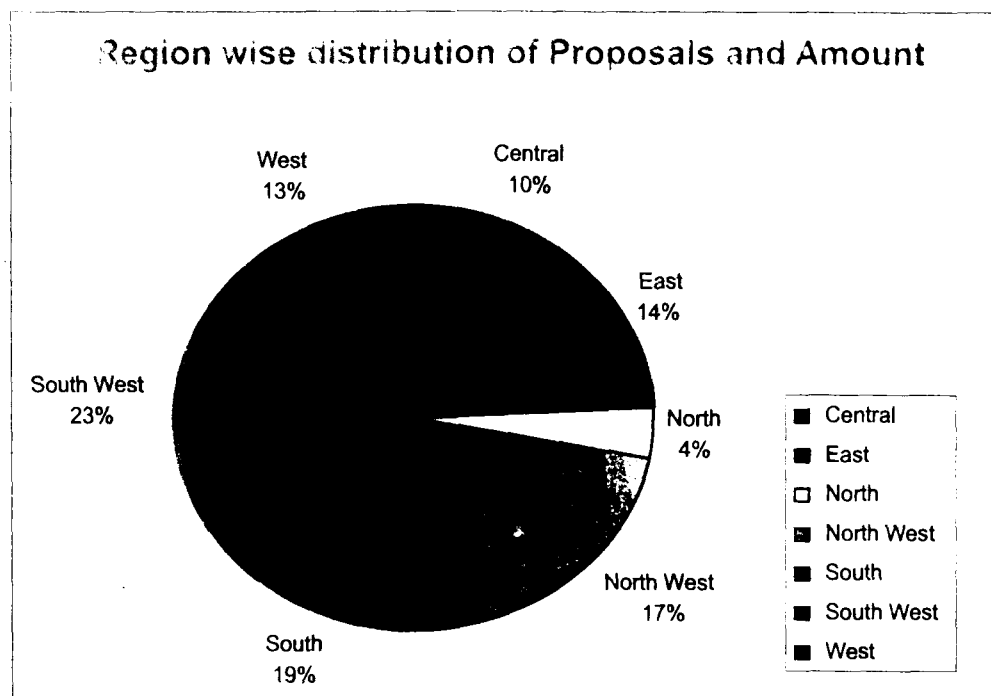 Region wise distribution of Proposals and Amount
West
13%
Central
10%
East
14%
South West
23%
North
4%
North West
17%
South
19%
Central
East
North
North West
South
South West
West